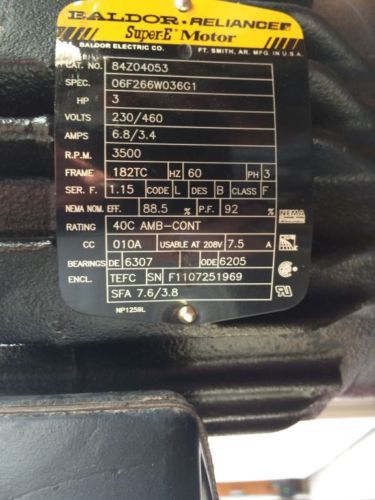 BALDOR·RELIANCE
Super-E Motor
BALDOR ELECTRIC CO. FT. SMITH, AR. MFG. IN U.S.A.
CAT. NO. 84Z04053
SPEC. 06F266W036G1
HP 3
VOLTS 230/460
AMPS 6.8/3.4
R.P.M. 3500
FRAME 182TC HZ 60 PH 3
SER. F. 1.15 CODE L DES B CLASS F
NEMA NOM. EFF. 88.5 % P.F. 92 %
RATING 40C AMB-CONT
CC 010A USABLE AT 208V 7.5 A
BEARINGS DE 6307 ODE 6205
ENCL. TEFC SN F1107251969
SFA 7.6/3.8
NP1259L
NEMA